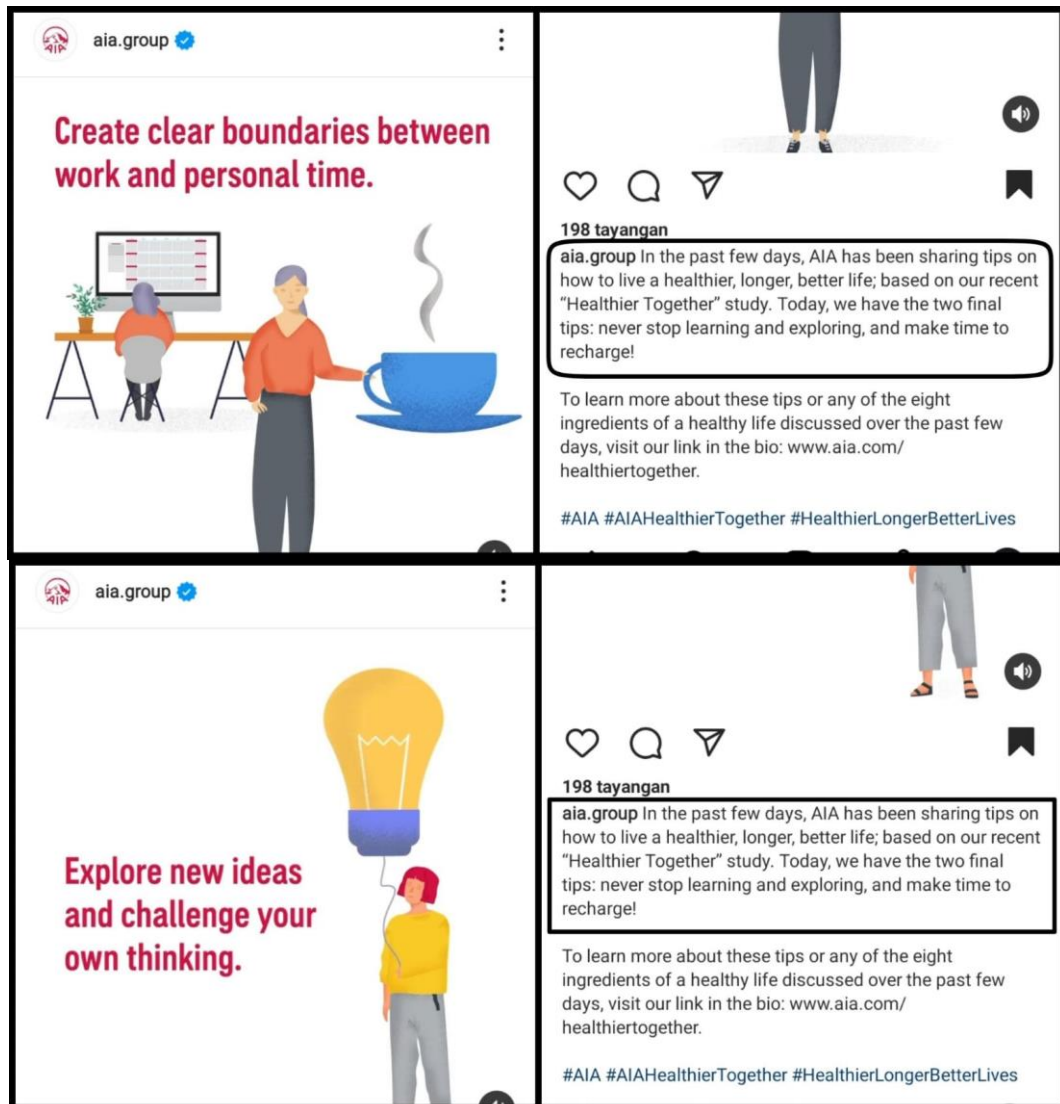 AIA
aia.group
Create clear boundaries between
work and personal time.
198 tayangan
aia.group In the past few days, AIA has been sharing tips on
how to live a healthier, longer, better life; based on our recent
“Healthier Together” study. Today, we have the two final
tips: never stop learning and exploring, and make time to
recharge!
To learn more about these tips or any of the eight
ingredients of a healthy life discussed over the past few
days, visit our link in the bio: www.aia.com/
healthiertogether.
#AIA #AIAHealthierTogether #HealthierLongerBetterLives
AIA
aia.group
Explore new ideas
and challenge your
own thinking.
198 tayangan
aia.group In the past few days, AIA has been sharing tips on
how to live a healthier, longer, better life; based on our recent
“Healthier Together” study. Today, we have the two final
tips: never stop learning and exploring, and make time to
recharge!
To learn more about these tips or any of the eight
ingredients of a healthy life discussed over the past few
days, visit our link in the bio: www.aia.com/
healthiertogether.
#AIA #AIAHealthierTogether #HealthierLongerBetterLives